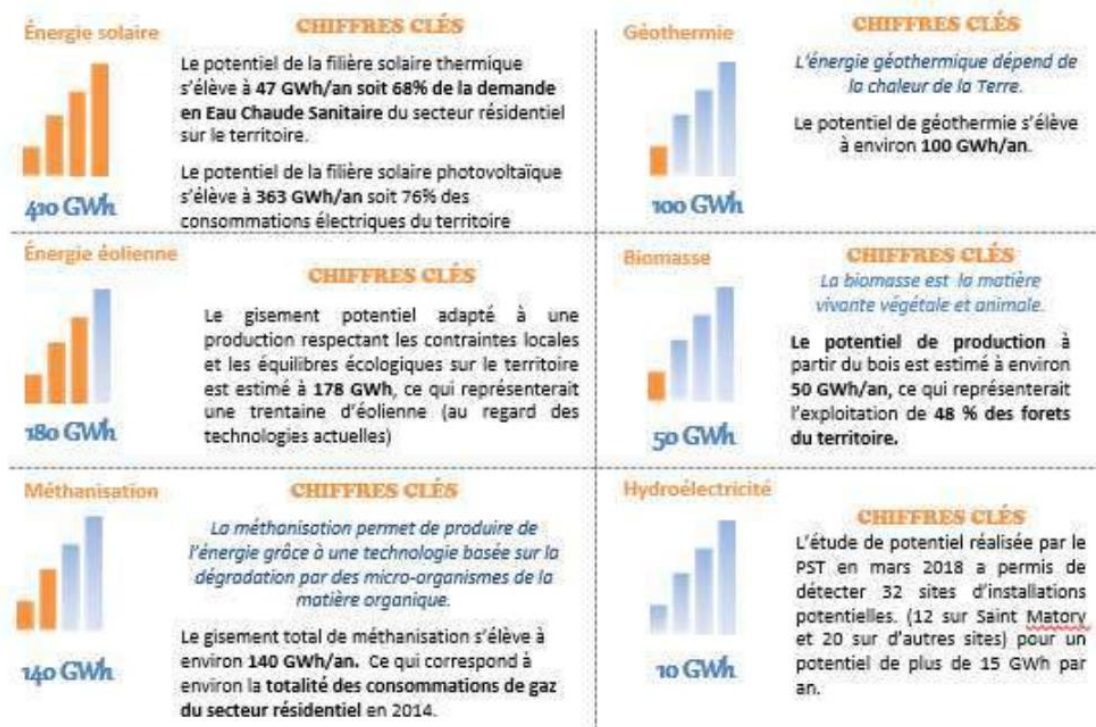 Énergie solaire
CHIFFRES CLÉS
Le potentiel de la filière solaire thermique
s'élève à 47 GWh/an soit 68% de la demande
en Eau Chaude Sanitaire du secteur résidentiel
sur le territoire.
Le potentiel de la filière solaire photovoltaïque
s'élève à 363 GWh/an soit 76% des
consommations électriques du territoire
410 GWh
Géothermie
CHIFFRES CLÉS
L'énergie géothermique dépend de
la chaleur de la Terre.
Le potentiel de géothermie s'élève
à environ 100 GWh/an.
100 GWh
Énergie éolienne
CHIFFRES CLÉS
Le gisement potentiel adapté à une
production respectant les contraintes locales
et les équilibres écologiques sur le territoire
est estimé à 178 GWh, ce qui représenterait
une trentaine d'éolienne (au regard des
technologies actuelles)
180 GWh
Biomasse
CHIFFRES CLÉS
La biomasse est la matière
vivante végétale et animale.
Le potentiel de production à
partir du bois est estimé à environ
50 GWh/an, ce qui représenterait
l'exploitation de 48 % des forets
du territoire.
50 GWh
Méthanisation
CHIFFRES CLÉS
La méthanisation permet de produire de
l'énergie grâce à une technologie basée sur la
dégradation par des micro-organismes de la
matière organique.
Le gisement total de méthanisation s'élève à
environ 140 GWh/an. Ce qui correspond à
environ la totalité des consommations de gaz
du secteur résidentiel en 2014.
140 GWh
Hydroélectricité
CHIFFRES CLÉS
L'étude de potentiel réalisée par le
PST en mars 2018 a permis de
détecter 32 sites d'installations
potentielles. (12 sur Saint Matory
et 20 sur d'autres sites) pour un
potentiel de plus de 15 GWh par
an.
10 GWh